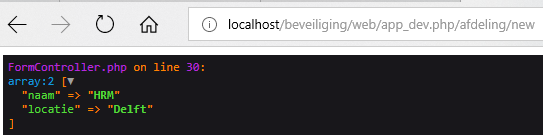 localhost/beveiliging/web/app_dev.php/afdeling/new
FormController.php on line 30:
array:2 [▼
"naam" => "HRM"
"locatie" => "Delft"
]